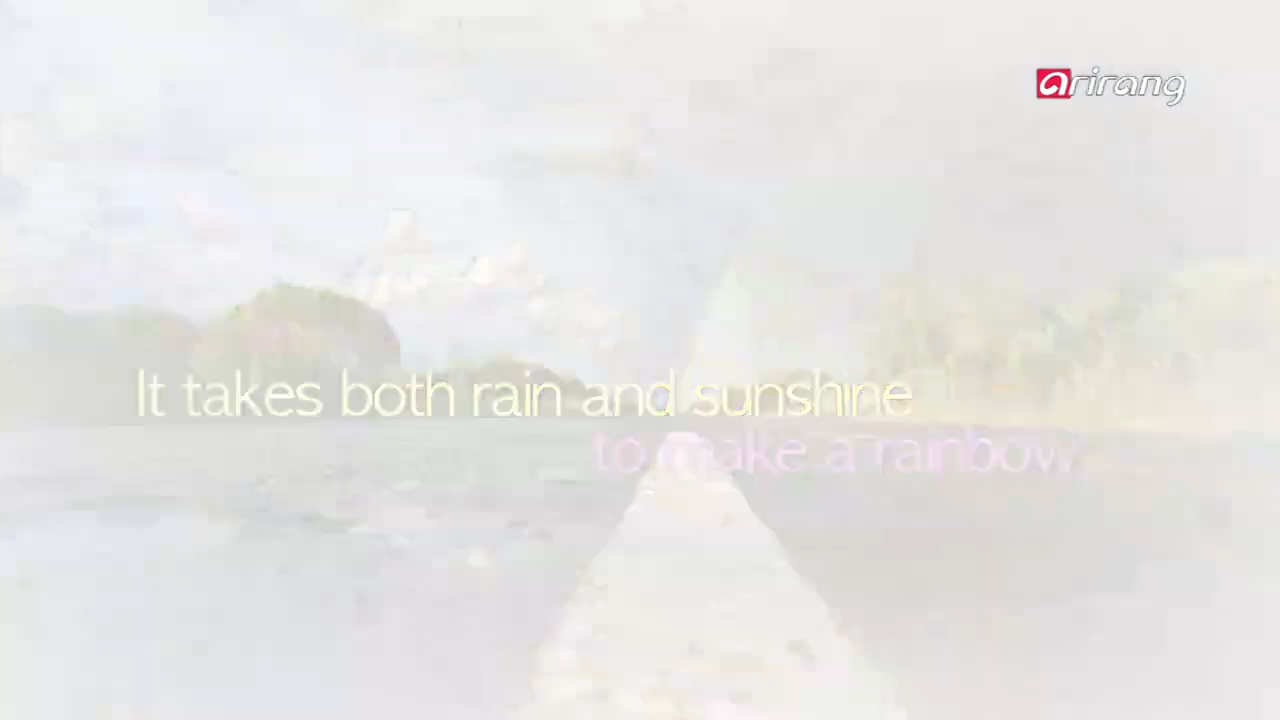 arirang
It takes both rain and sunshine
to make a rainbow.